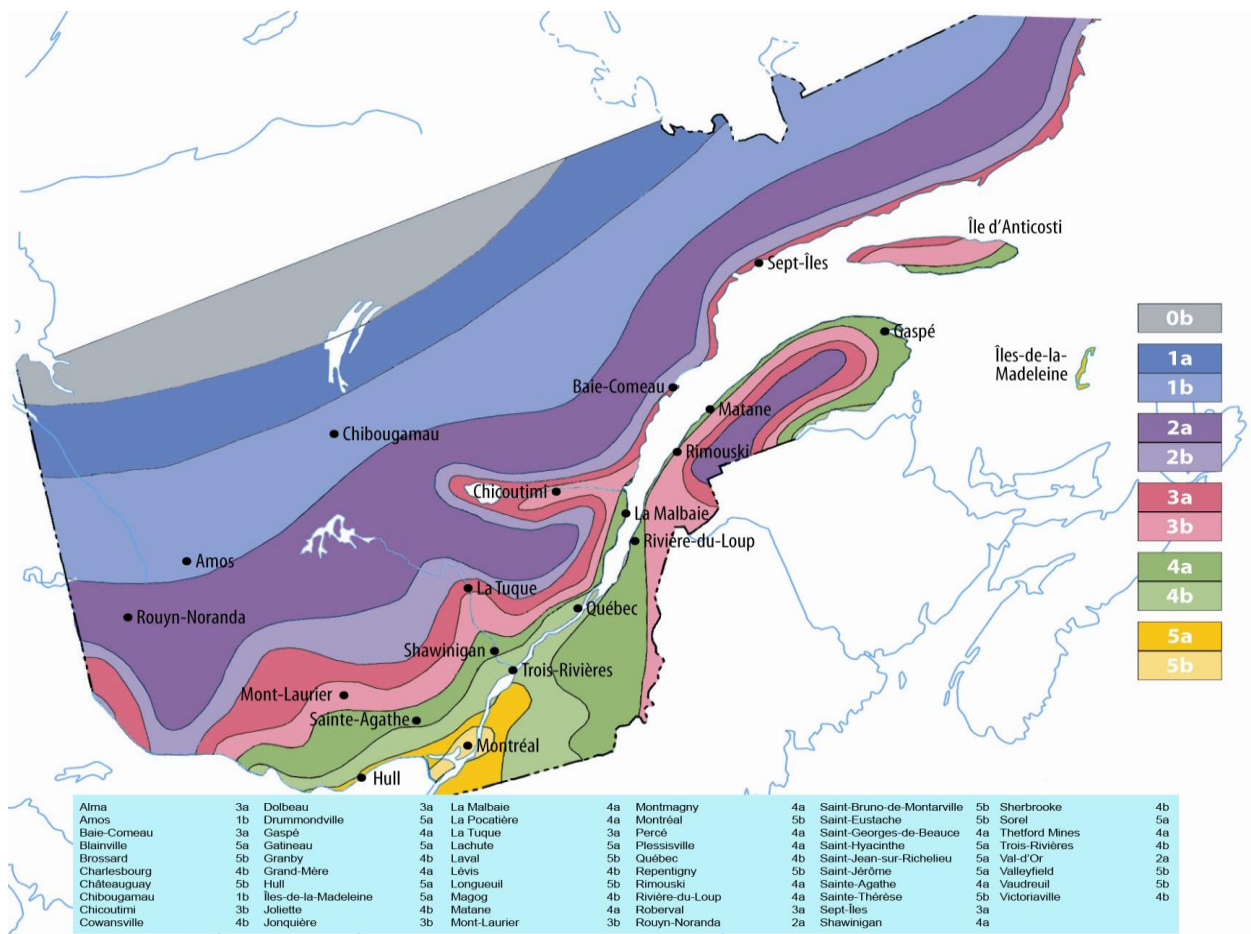 Île d'Anticosti
Sept-Îles
0b
Gaspé
Îles-de-la-
Madeleine
1a
1b
Baie-Comeau
Matane
2a
Chibougamau
Rimouski
2b
Chicoutimi
3a
La Malbaie
3b
Rivière-du-Loup
Amos
4a
La Tuque
4b
Québec
Rouyn-Noranda
5a
Shawinigan
5b
Trois-Rivières
Mont-Laurier
Sainte-Agathe
Montréal
Hull
Alma 3a Dolbeau 3a La Malbaie 4a Montmagny 4a Saint-Bruno-de-Montarville 5b Sherbrooke 4b
Amos 1b Drummondville 5a La Pocatière 4a Montréal 5b Saint-Eustache 5b Sorel 5a
Baie-Comeau 3a Gaspé 4a La Tuque 3a Percé 4a Saint-Georges-de-Beauce 4a Thetford Mines 4a
Blainville 5a Gatineau 5a Lachute 5a Plessisville 4a Saint-Hyacinthe 5a Trois-Rivières 4b
Brossard 5b Granby 4b Laval 5b Québec 4b Saint-Jean-sur-Richelieu 5a Val-d'Or 2a
Charlesbourg 4b Grand-Mère 4a Lévis 4b Repentigny 5b Saint-Jérôme 5a Valleyfield 5b
Châteauguay 5b Hull 5a Longueuil 5b Rimouski 4a Sainte-Agathe 4a Vaudreuil 5b
Chibougamau 1b Îles-de-la-Madeleine 5a Magog 4b Rivière-du-Loup 4a Sainte-Thérèse 5b Victoriaville 4b
Chicoutimi 3b Joliette 4b Matane 4a Roberval 3a Sept-Îles 3a
Cowansville 4b Jonquière 3b Mont-Laurier 3b Rouyn-Noranda 2a Shawinigan 4a